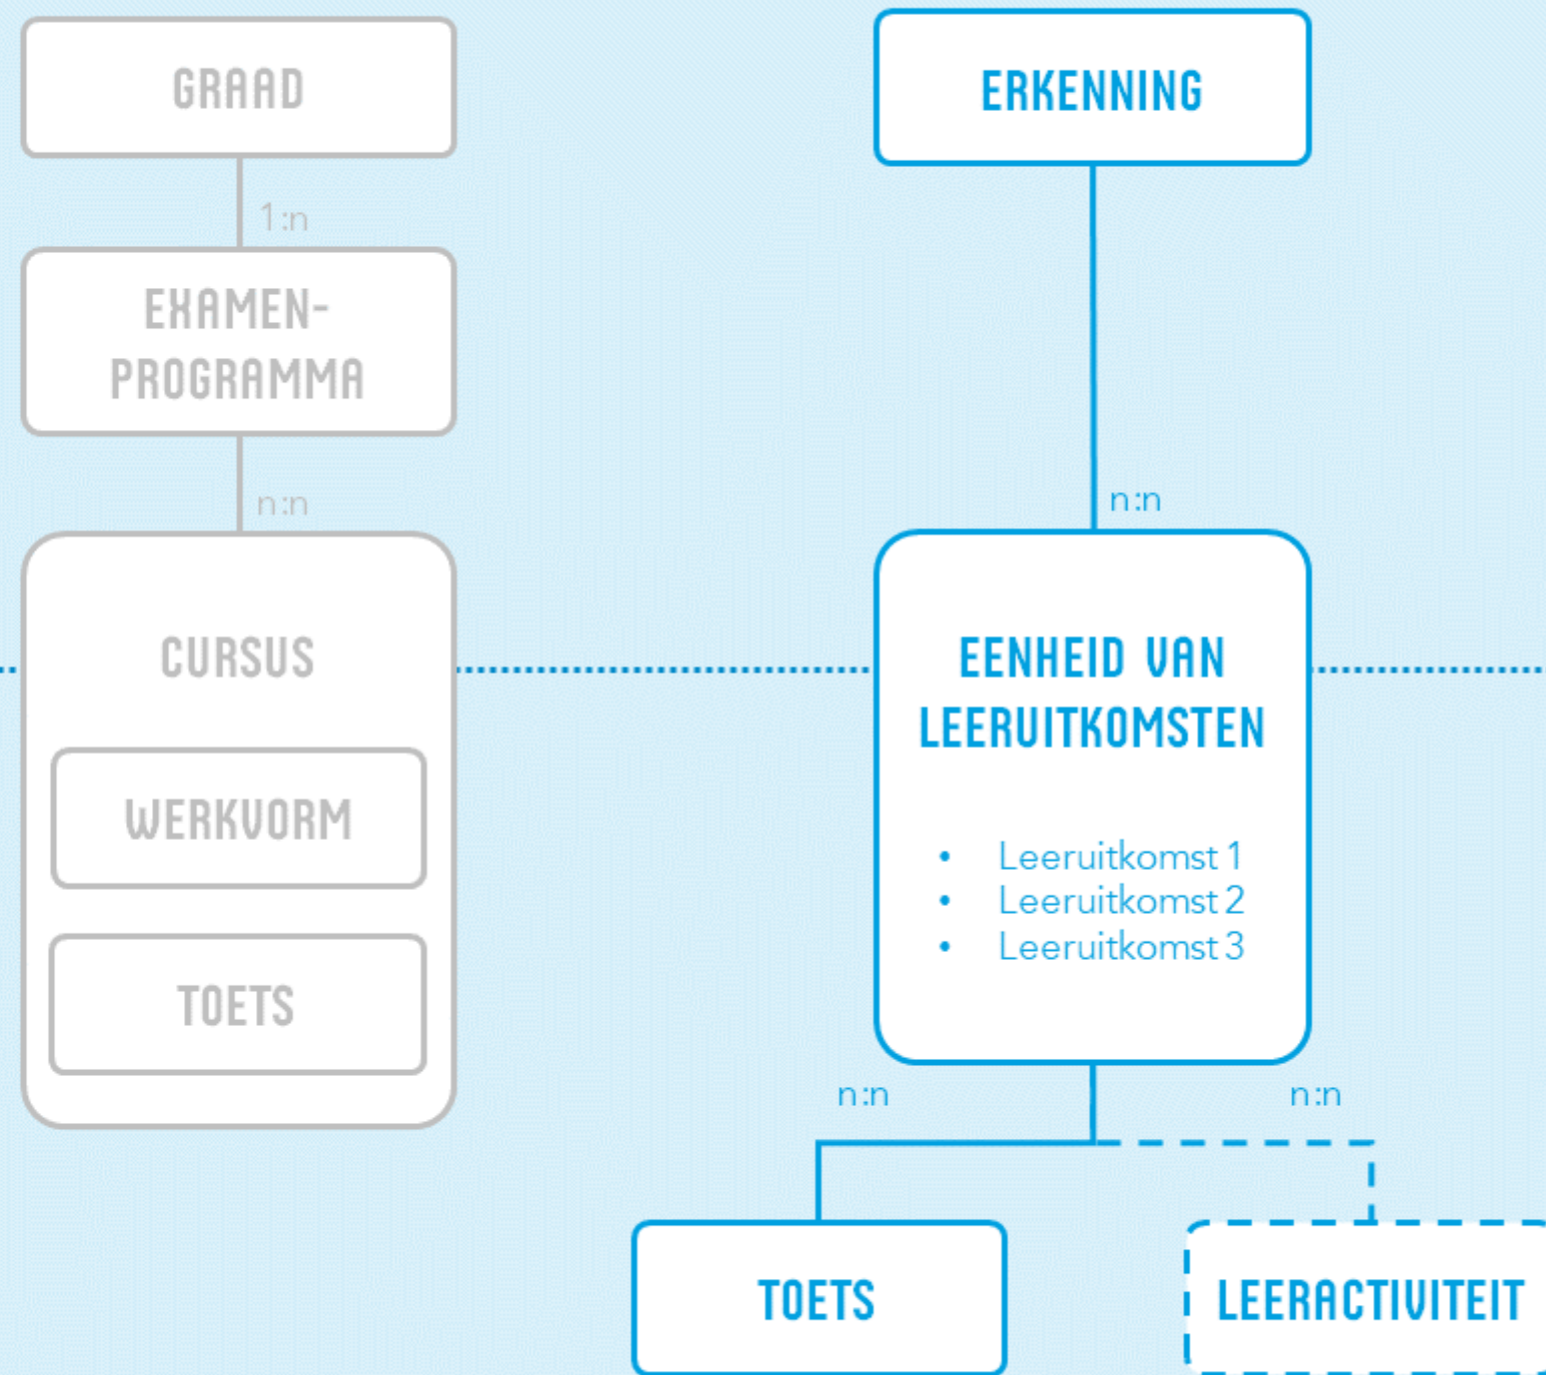 GRAAD
1:n
EXAMEN-
PROGRAMMA
n:n
CURSUS
WERKVORM
TOETS
ERKENNING
n:n
EENHEID VAN
LEERUITKOMSTEN
• Leeruitkomst 1
• Leeruitkomst 2
• Leeruitkomst 3
n:n
n:n
TOETS
LEERACTIVITEIT